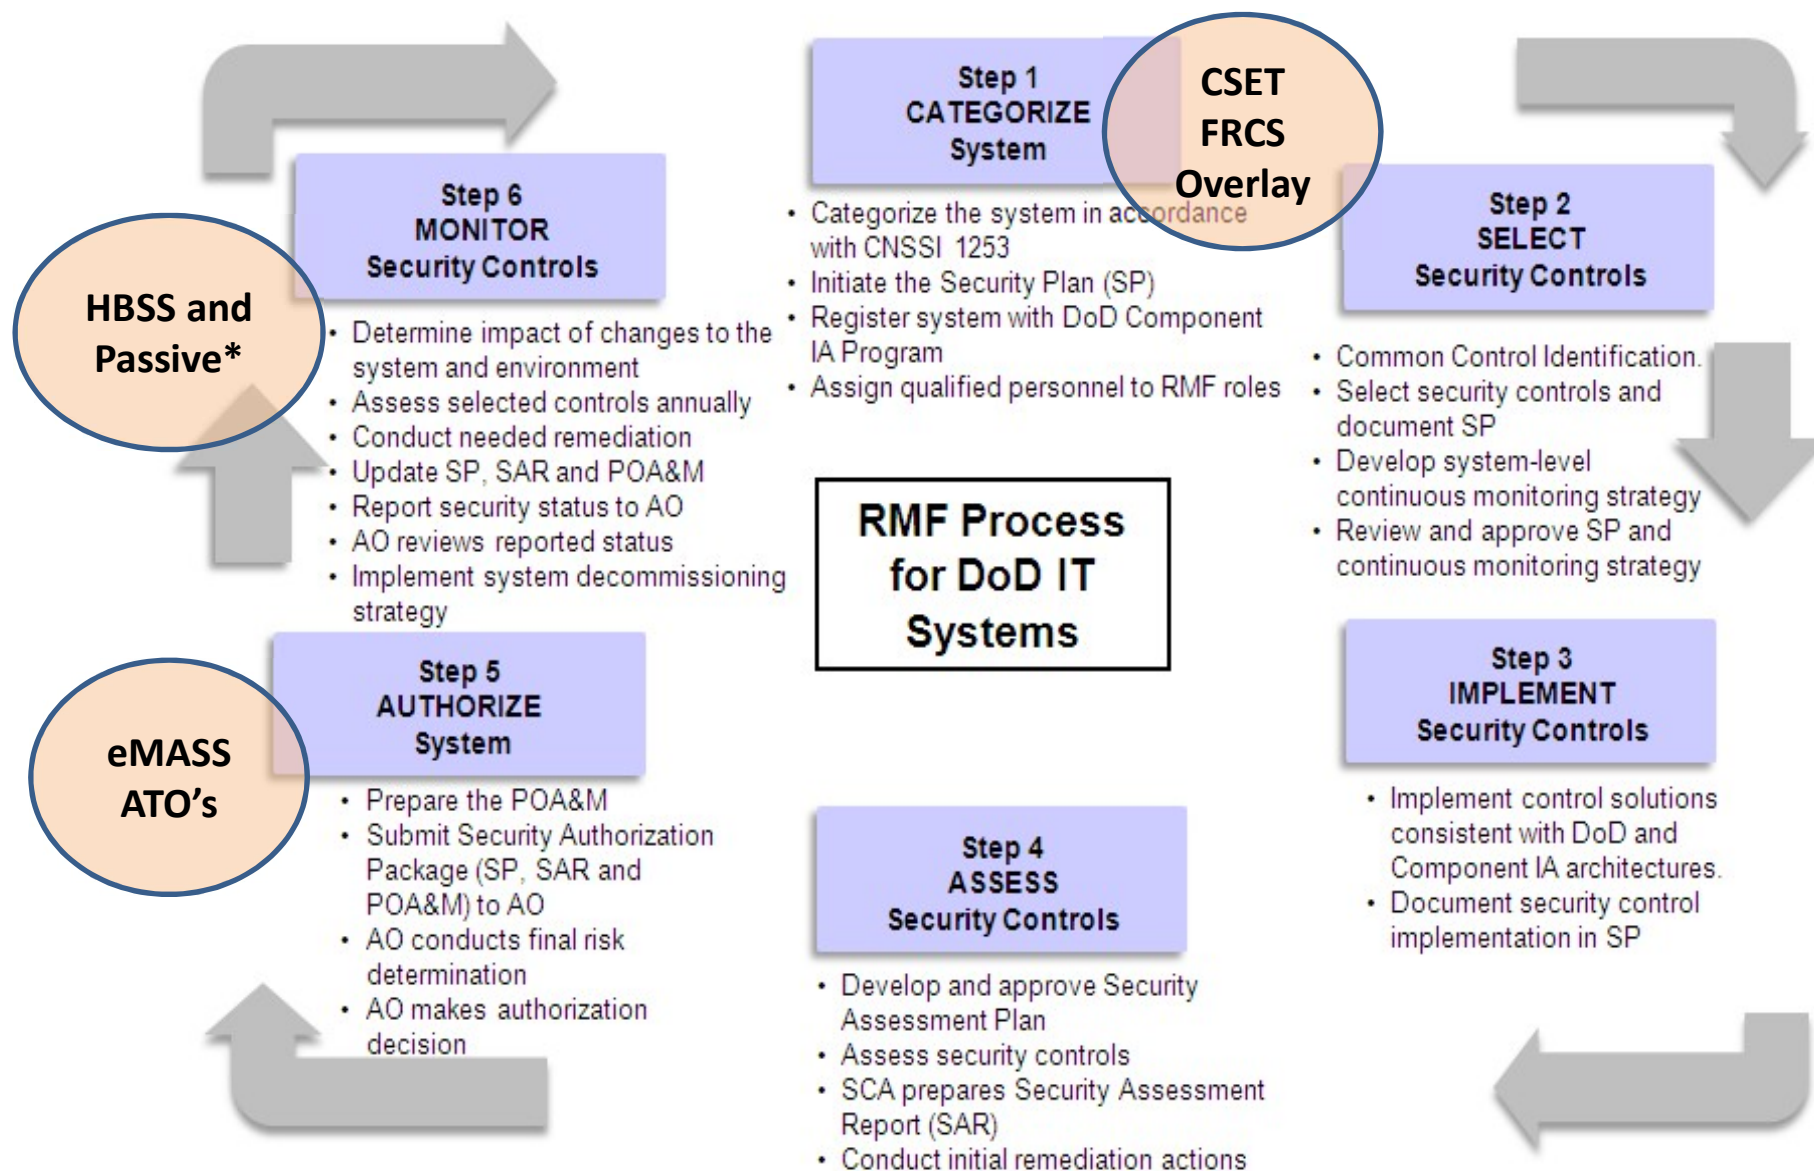 Step 1
CATEGORIZE
System
CSET
FRCS
Overlay
• Categorize the system in accordance
with CNSSI 1253
• Initiate the Security Plan (SP)
• Register system with DoD Component
IA Program
• Assign qualified personnel to RMF roles
Step 2
SELECT
Security Controls
• Common Control Identification.
• Select security controls and
document SP
• Develop system-level
continuous monitoring strategy
• Review and approve SP and
continuous monitoring strategy
Step 3
IMPLEMENT
Security Controls
• Implement control solutions
consistent with DoD and
Component IA architectures.
• Document security control
implementation in SP
Step 4
ASSESS
Security Controls
• Develop and approve Security
Assessment Plan
• Assess security controls
• SCA prepares Security Assessment
Report (SAR)
• Conduct initial remediation actions
Step 5
AUTHORIZE
System
eMASS
ATO’s
• Prepare the POA&M
• Submit Security Authorization
Package (SP, SAR and
POA&M) to AO
• AO conducts final risk
determination
• AO makes authorization
decision
Step 6
MONITOR
Security Controls
HBSS and
Passive*
• Determine impact of changes to the
system and environment
• Assess selected controls annually
• Conduct needed remediation
• Update SP, SAR and POA&M
• Report security status to AO
• AO reviews reported status
• Implement system decommissioning
strategy
RMF Process
for DoD IT
Systems